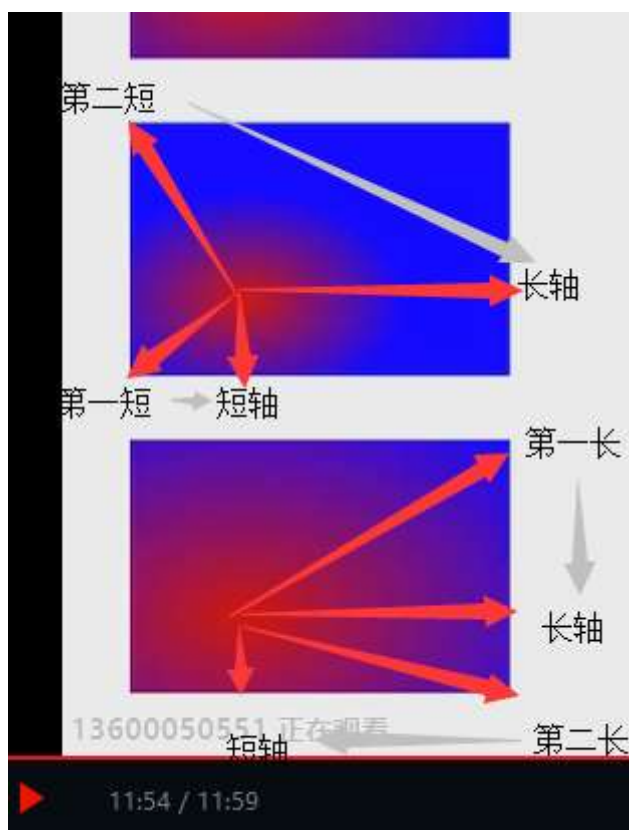 第二短
长轴
第一短
短轴
第一长
长轴
13600050551 正在观看
短轴
第二长
11:54 / 11:59